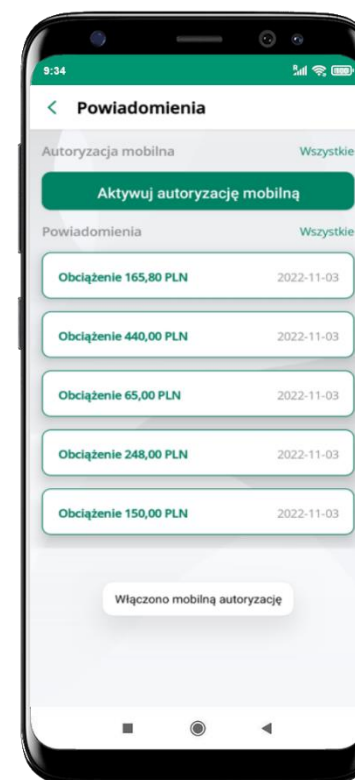 9:34
Powiadomienia
Autoryzacja mobilna Wszystkie
Aktywuj autoryzację mobilną
Powiadomienia Wszystkie
Obciążenie 165,80 PLN 2022-11-03
Obciążenie 440,00 PLN 2022-11-03
Obciążenie 65,00 PLN 2022-11-03
Obciążenie 248,00 PLN 2022-11-03
Obciążenie 150,00 PLN 2022-11-03
Włączono mobilną autoryzację